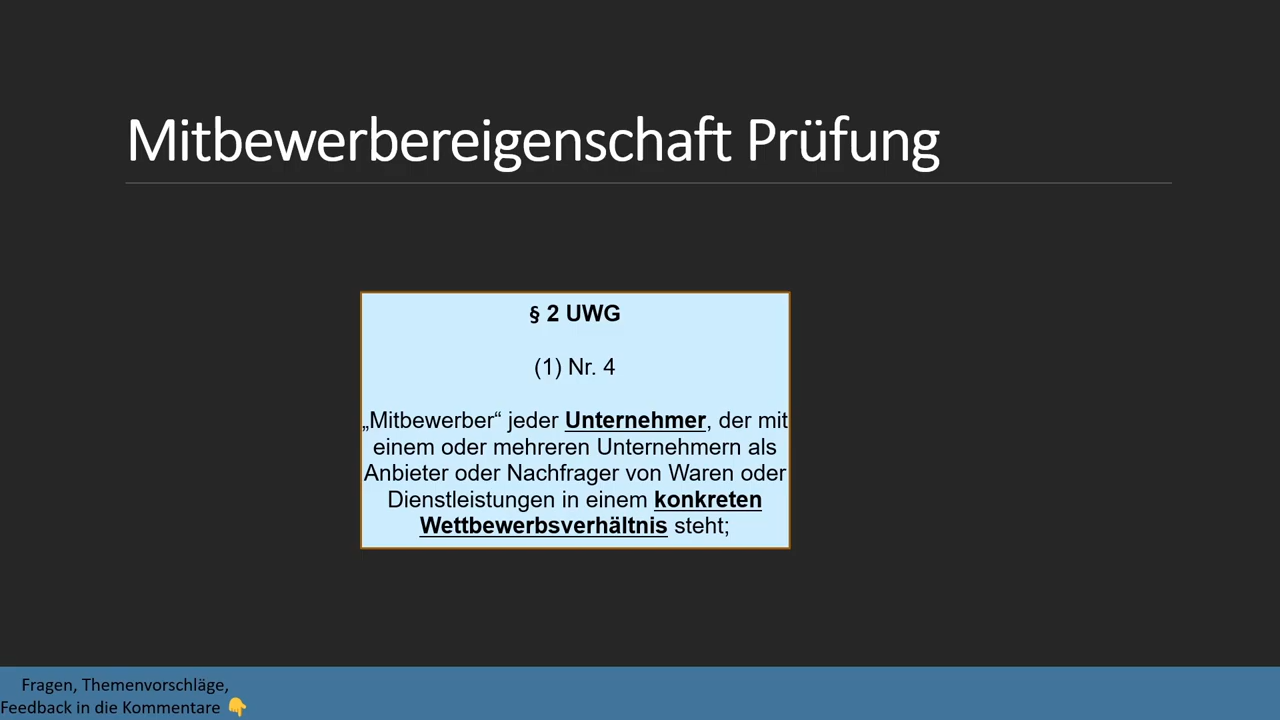 Mitbewerbereigenschaft Prüfung
§ 2 UWG
(1) Nr. 4
„Mitbewerber“ jeder Unternehmer, der mit
einem oder mehreren Unternehmern als
Anbieter oder Nachfrager von Waren oder
Dienstleistungen in einem konkreten
Wettbewerbsverhältnis steht;
Fragen, Themenvorschläge,
Feedback in die Kommentare 👇